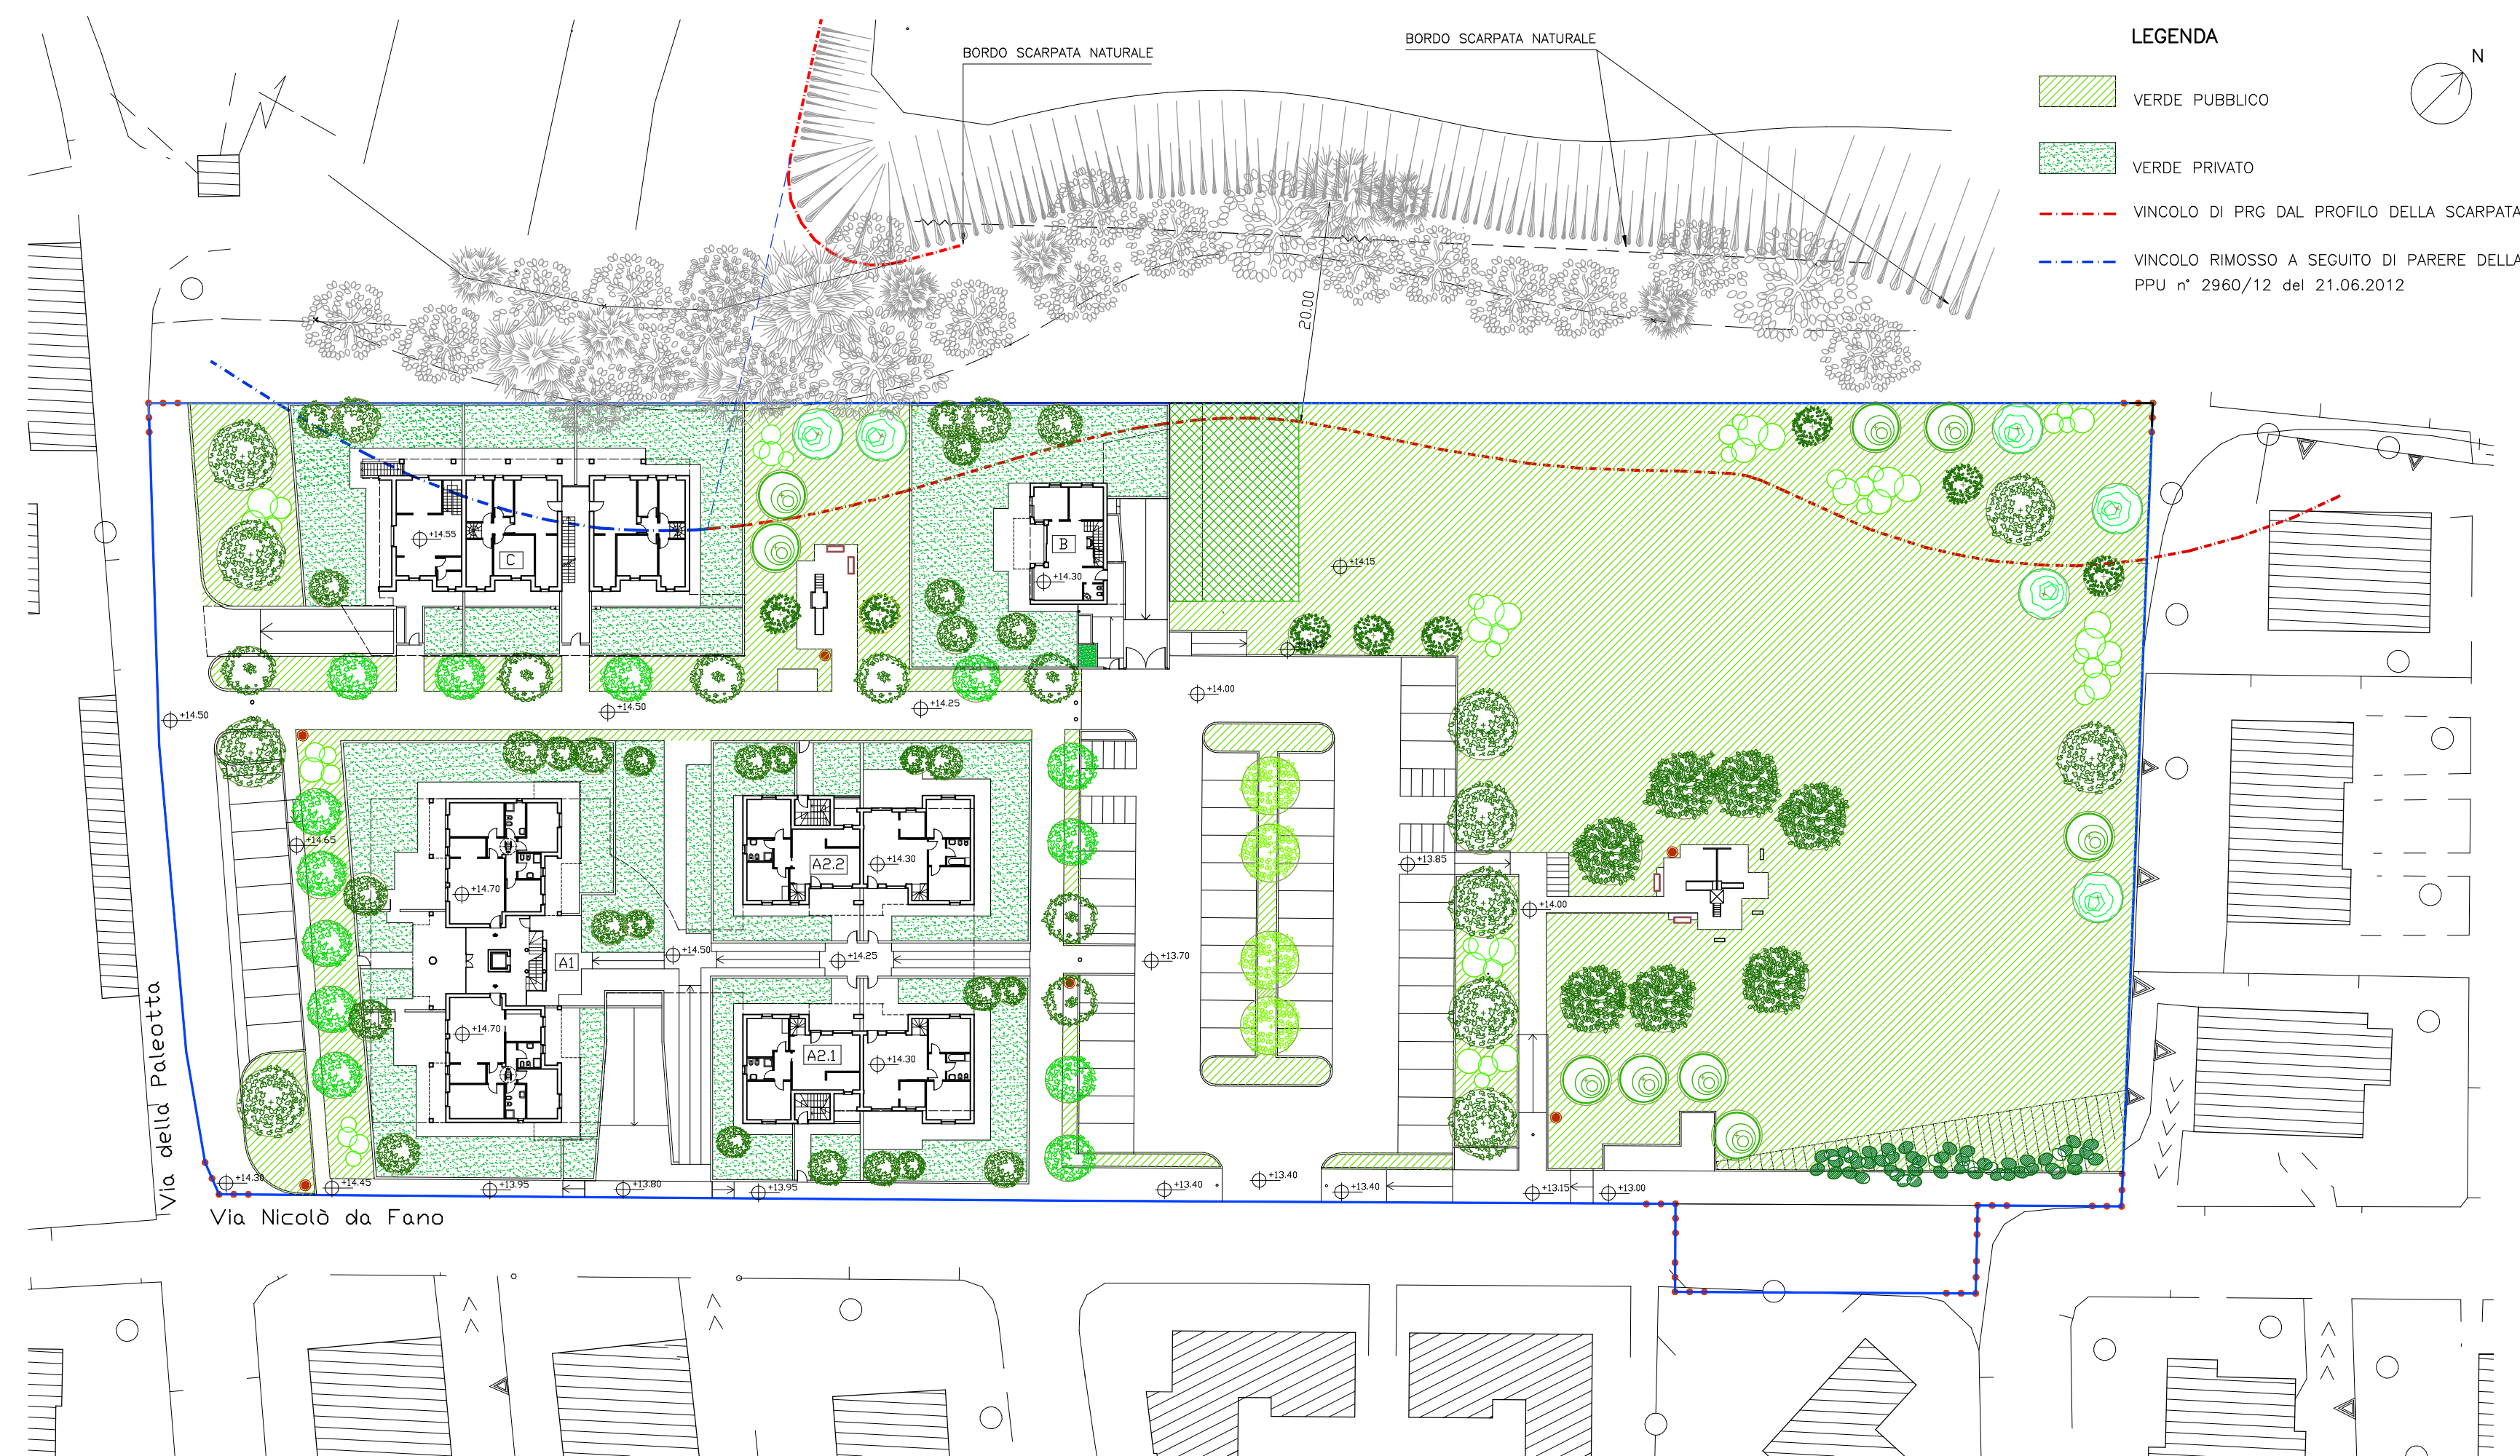 LEGENDA
N
BORDO SCARPATA NATURALE
BORDO SCARPATA NATURALE
VERDE PUBBLICO
VERDE PRIVATO
VINCOLO DI PRG DAL PROFILO DELLA SCARPATA
VINCOLO RIMOSSO A SEGUITO DI PARERE DELLA
PPU n° 2960/12 del 21.06.2012
20.00
+14.55
C
B
+14.30
+14.15
+14.50
+14.50
+14.25
+14.00
+14.65
+14.70
A2.2
+14.30
+13.85
+14.00
A1
+14.50
+14.25
+13.70
+14.70
A2.1
+14.30
Via della Paleotta
+14.30
+14.45
+13.95
+13.80
+13.95
+13.40
+13.40
+13.40
+13.15
+13.00
Via Nicolò da Fano